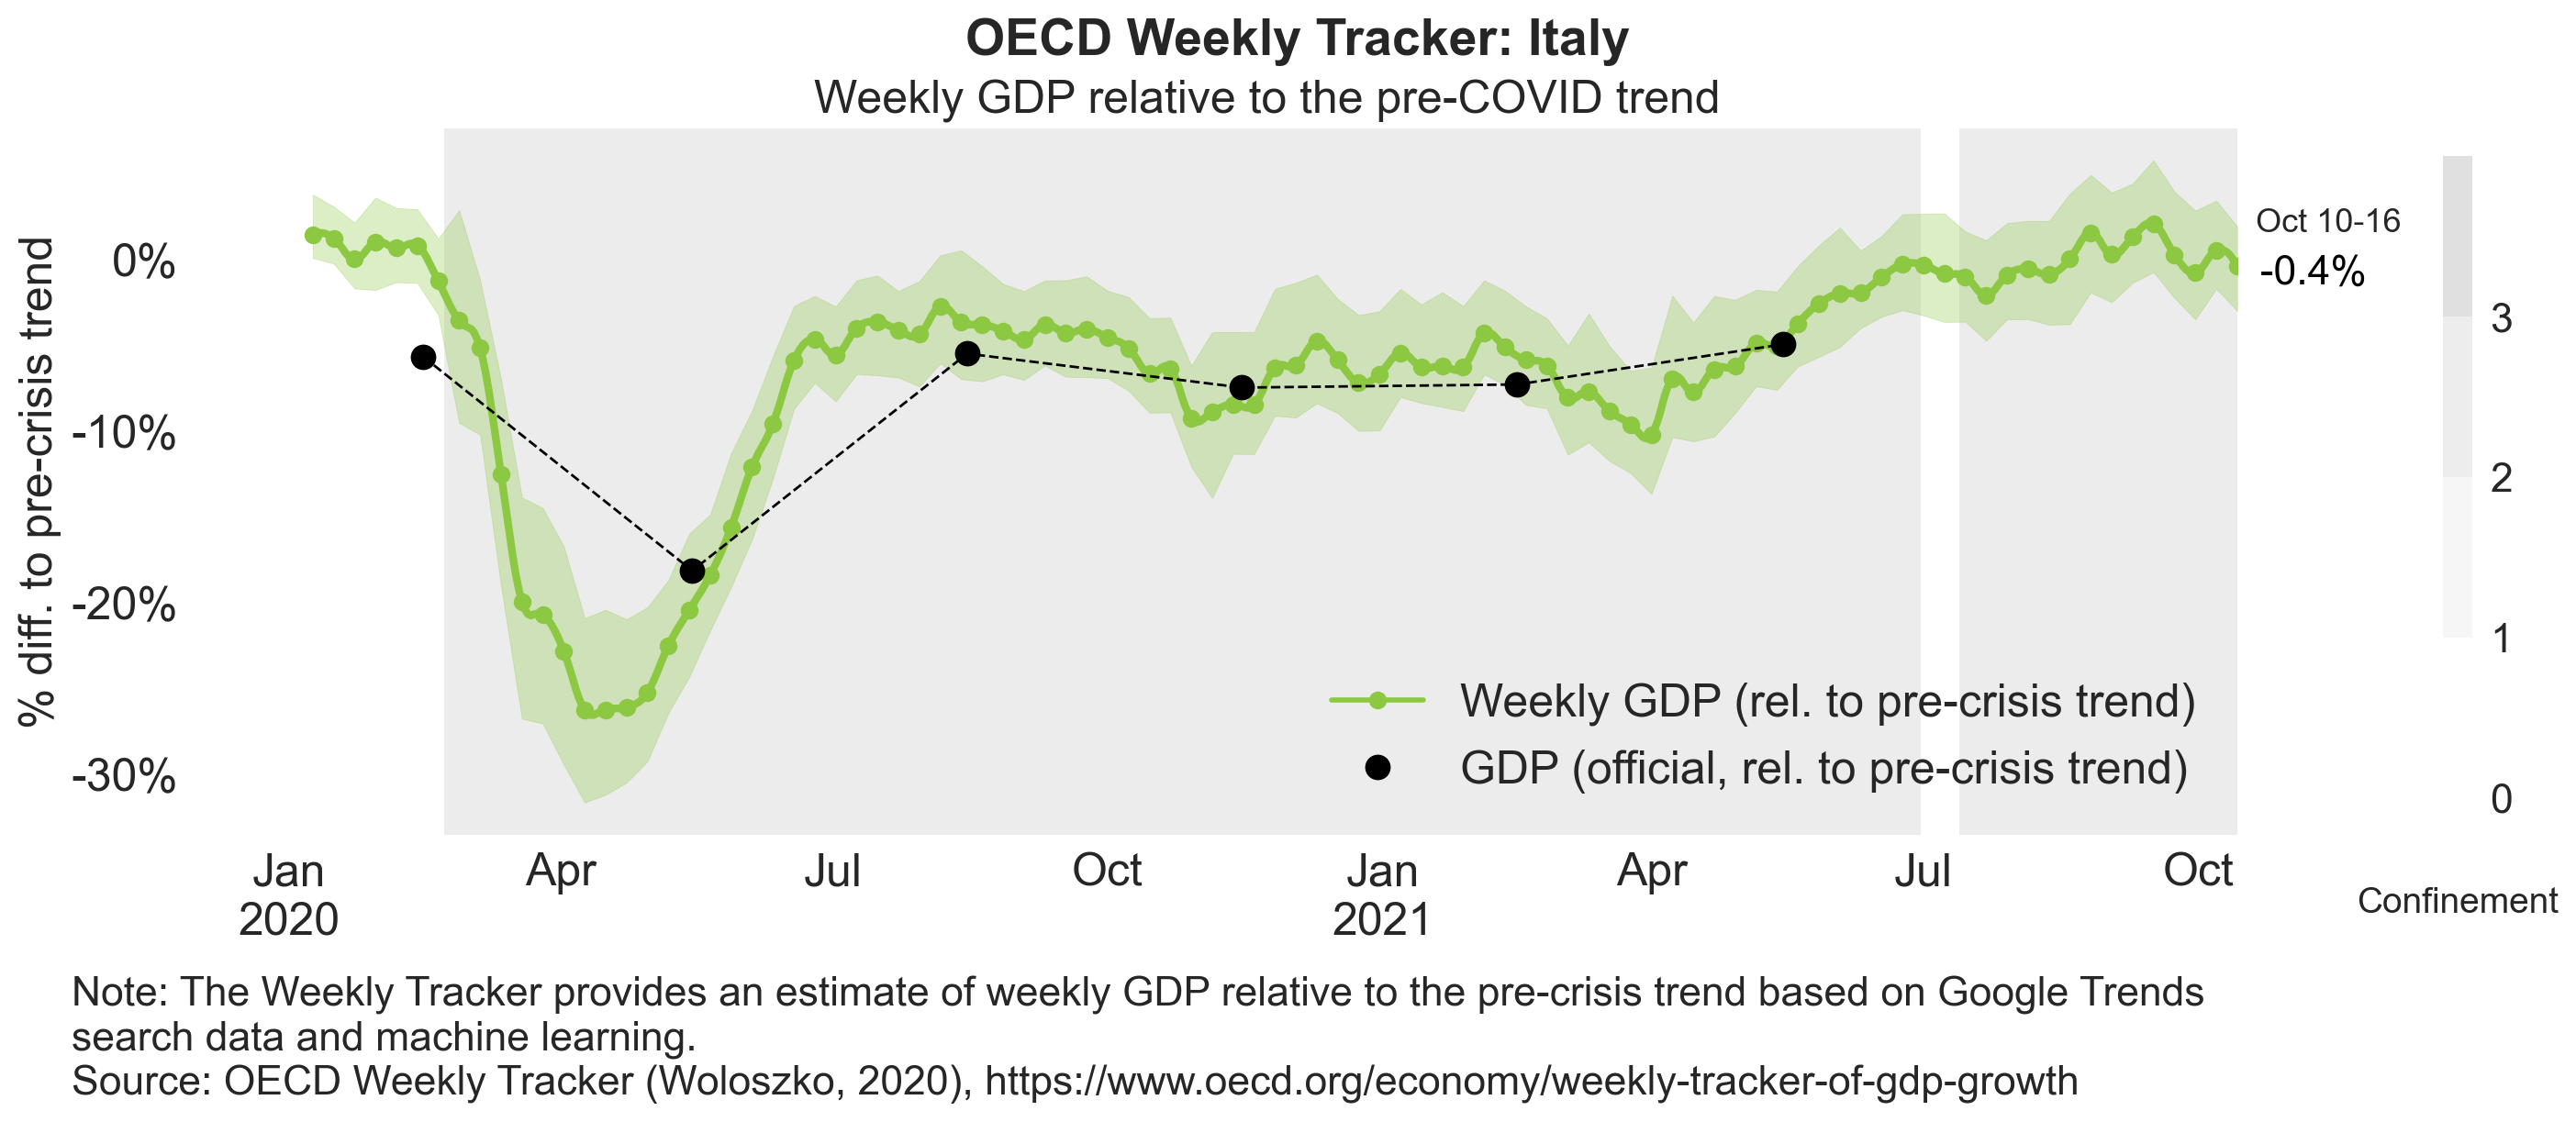 OECD Weekly Tracker: Italy
Weekly GDP relative to the pre-COVID trend
% diff. to pre-crisis trend
0%
-10%
-20%
-30%
Oct 10-16
-0.4%
3
2
1
0
Confinement
Weekly GDP (rel. to pre-crisis trend)
GDP (official, rel. to pre-crisis trend)
Jan Apr Jul Oct Jan Apr Jul Oct
2020 2021
Note: The Weekly Tracker provides an estimate of weekly GDP relative to the pre-crisis trend based on Google Trends
search data and machine learning.
Source: OECD Weekly Tracker (Woloszko, 2020), https://www.oecd.org/economy/weekly-tracker-of-gdp-growth